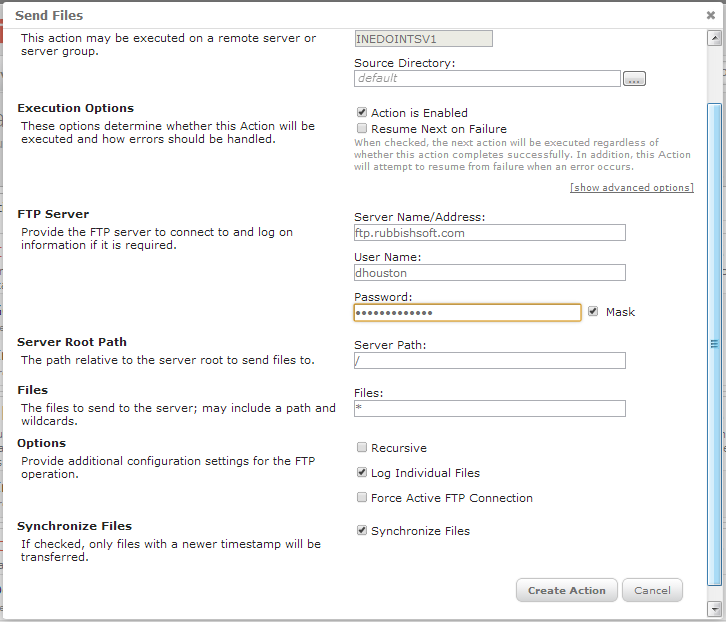 Send Files
This action may be executed on a remote server or
server group.
INEDOINTSV1
Source Directory:
default
...
Execution Options
These options determine whether this Action will be
executed and how errors should be handled.
Action is Enabled
Resume Next on Failure
When checked, the next action will be executed regardless of
whether this action completes successfully. In addition, this Action
will attempt to resume from failure when an error occurs.
[show advanced options]
FTP Server
Provide the FTP server to connect to and log on
information if it is required.
Server Name/Address:
ftp.rubbishsoft.com
User Name:
dhouston
Password:
•••••••••••••
Mask
Server Root Path
The path relative to the server root to send files to.
Server Path:
/
Files
The files to send to the server; may include a path and
wildcards.
Files:
*
Options
Provide additional configuration settings for the FTP
operation.
Recursive
Log Individual Files
Force Active FTP Connection
Synchronize Files
If checked, only files with a newer timestamp will be
transferred.
Synchronize Files
Create Action
Cancel